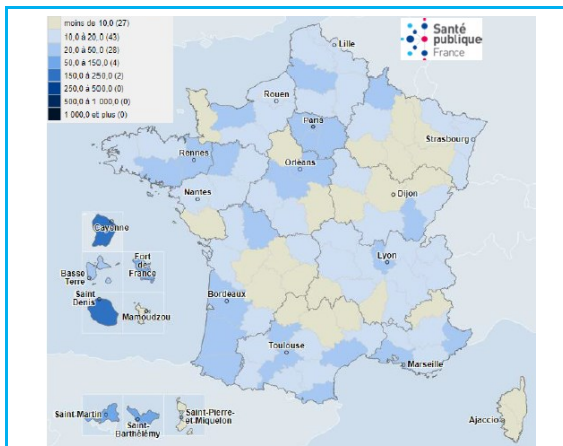 moins de 10,0 (27)
10,0 à 20,0 (43)
20,0 à 50,0 (28)
50,0 à 150,0 (4)
150,0 à 250,0 (2)
250,0 à 500,0 (0)
500,0 à 1 000,0 (0)
1 000,0 et plus (0)
Santé
publique
France
Lille
Rouen
Paris
Strasbourg
Rennes
Orléans
Nantes
Dijon
Cayenne
Lyon
Basse
Terre
Fort
de
France
Saint
Denis
Mamoudzou
Bordeaux
Toulouse
Marseille
Saint-Martin
Saint-
Barthélémy
Saint-Pierre-
et-Miquelon
Ajaccio